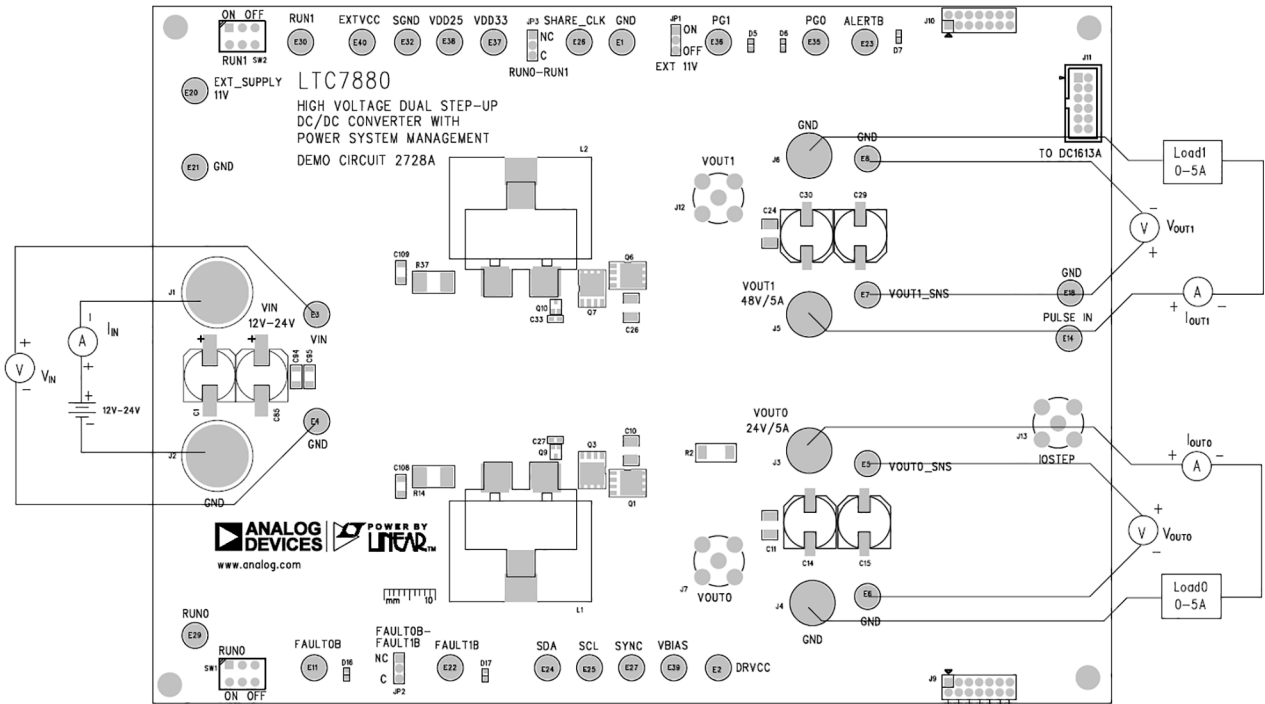 ON OFF
RUN1 SW2
RUN1
E30
EXTVCC
E40
SGND
E32
VDD25
E38
VDD33
E37
JP3
NC
C
RUN0-RUN1
SHARE_CLK
E26
GND
E1
JP1
ON
OFF
EXT 11V
PG1
E36
D5
D6
PG0
E35
ALERTB
E23
D7
J10
J11
TO DC1613A
E20
EXT_SUPPLY
11V
LTC7880
HIGH VOLTAGE DUAL STEP-UP
DC/DC CONVERTER WITH
POWER SYSTEM MANAGEMENT
DEMO CIRCUIT 2728A
E21 GND
L2
VOUT1
J12
GND
J6
GND
E8
Load1
0-5A
C30
C29
C24
-
V VOUT1
+
C109
R37
Q6
Q10
C33
Q7
C26
VOUT1
48V/5A
J5
E7 VOUT1_SNS
GND
E18
PULSE IN
E14
A
+ -
IOUT1
J1
VIN
12V-24V
E3
VIN
IIN
A
+
+
V VIN
-
+
12V-24V
-
+ +
C1
C85
C94
C95
E4
GND
J2
GND
C108
R14
C27
Q9
Q3
C10
Q1
R2
VOUT0
24V/5A
J3
E5 VOUT0_SNS
J13
IOSTEP
IOUT0
+ -
A
C11
C14
C15
+
V VOUT0
-
Load0
0-5A
ANALOG
DEVICES
POWER BY
LINEAR™
www.analog.com
mm 10
L1
J7
VOUT0
J4
GND
E6
GND
RUN0
E29
RUN0
SW1
ON OFF
FAULT0B
E11
D16
FAULT0B-
FAULT1B
NC
C
JP2
FAULT1B
E22
D17
SDA
E24
SCL
E25
SYNC
E27
VBIAS
E39
E2 DRVCC
J9